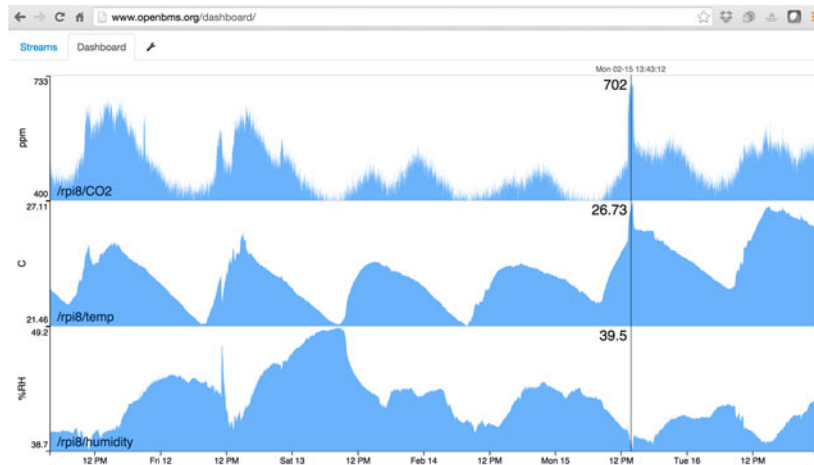 www.openbms.org/dashboard/
Streams Dashboard
Mon 02-15 13:43:12
733
702
ppm
400
/rpi8/CO2
27.11
26.73
C
21.46
/rpi8/temp
49.2
39.5
%RH
38.7
/rpi8/humidity
12 PM Fri 12 12 PM Sat 13 12 PM Feb 14 12 PM Mon 15 12 PM Tue 16 12 PM